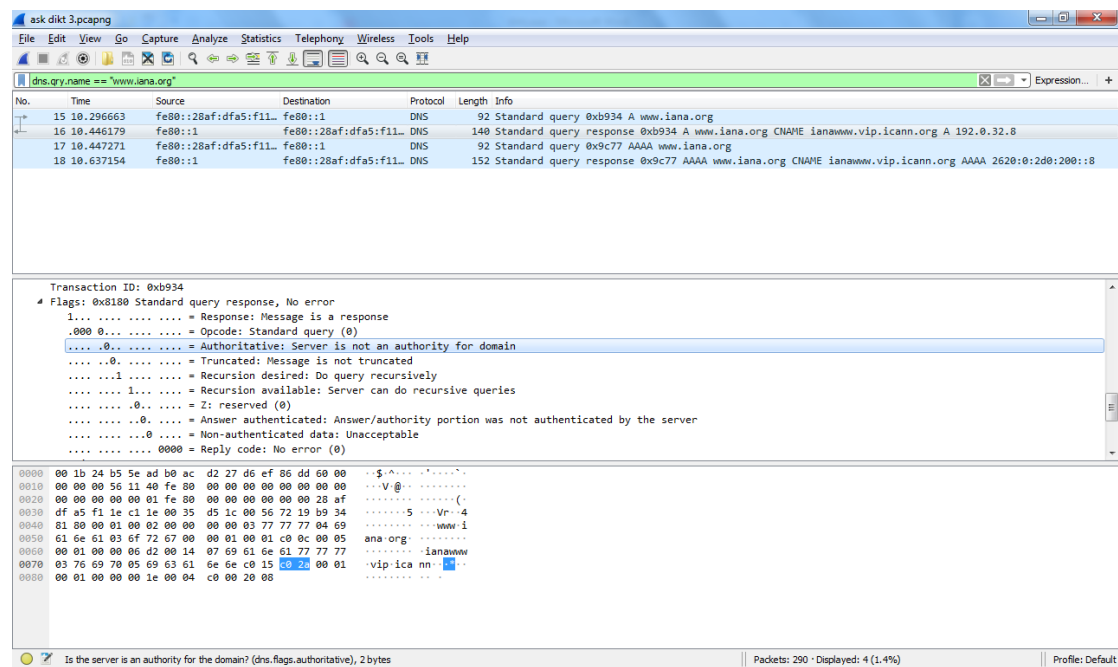 ask dikt 3.pcapng
File Edit View Go Capture Analyze Statistics Telephony Wireless Tools Help
dns.qry.name == "www.iana.org"
Expression... +
No. Time Source Destination Protocol Length Info
15 10.296663 fe80::28af:dfa5:f11… fe80::1 DNS 92 Standard query 0xb934 A www.iana.org
16 10.446179 fe80::1 fe80::28af:dfa5:f11… DNS 140 Standard query response 0xb934 A www.iana.org CNAME ianawww.vip.icann.org A 192.0.32.8
17 10.447271 fe80::28af:dfa5:f11… fe80::1 DNS 92 Standard query 0x9c77 AAAA www.iana.org
18 10.637154 fe80::1 fe80::28af:dfa5:f11… DNS 152 Standard query response 0x9c77 AAAA www.iana.org CNAME ianawww.vip.icann.org AAAA 2620:0:2d0:200::8
Transaction ID: 0xb934
Flags: 0x8180 Standard query response, No error
1... .... .... .... = Response: Message is a response
.000 0... .... .... = Opcode: Standard query (0)
.... .0.. .... .... = Authoritative: Server is not an authority for domain
.... ..0. .... .... = Truncated: Message is not truncated
.... ...1 .... .... = Recursion desired: Do query recursively
.... .... 1... .... = Recursion available: Server can do recursive queries
.... .... .0.. .... = Z: reserved (0)
.... .... ..0. .... = Answer authenticated: Answer/authority portion was not authenticated by the server
.... .... ...0 .... = Non-authenticated data: Unacceptable
.... .... .... 0000 = Reply code: No error (0)
0000 00 1b 24 b5 5e ad b0 ac d2 27 d6 ef 86 dd 60 00 ··$·^··· ·'····`·
0010 00 00 00 56 11 40 fe 80 00 00 00 00 00 00 00 00 ···V·@·· ········
0020 00 00 00 00 00 01 fe 80 00 00 00 00 00 00 28 af ········ ······(·
0030 df a5 f1 1e c1 1e 00 35 d5 1c 00 56 72 19 b9 34 ·······5 ···Vr··4
0040 81 80 00 01 00 02 00 00 00 00 03 77 77 77 04 69 ········ ···www·i
0050 61 6e 61 03 6f 72 67 00 00 01 00 01 c0 0c 00 05 ana·org· ········
0060 00 01 00 00 06 d2 00 14 07 69 61 6e 61 77 77 77 ········ ·ianawww
0070 03 76 69 70 05 69 63 61 6e 6e c0 15 c0 2a 00 01 ·vip·ica nn···*··
0080 00 01 00 00 00 1e 00 04 c0 00 20 08 ········ ·· ·
Is the server is an authority for the domain? (dns.flags.authoritative), 2 bytes
Packets: 290 · Displayed: 4 (1.4%)
Profile: Default